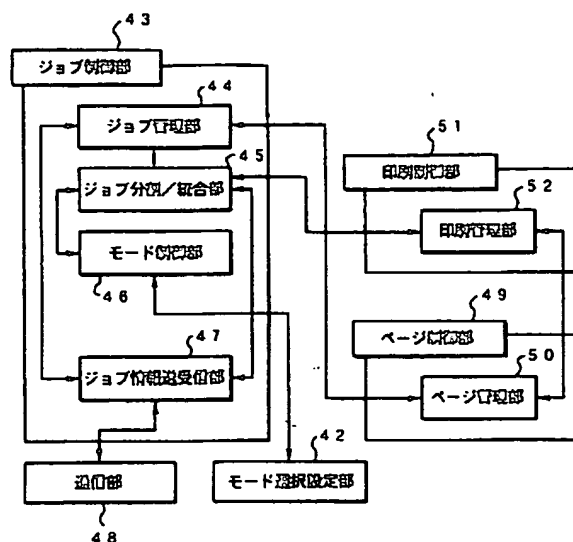 43
ジョブ制御部
44
ジョブ管理部
45
ジョブ分割/統合部
モード制御部
46
47
ジョブ情報送受信部
通信部
48
42
モード選択設定部
51
印刷制御部
52
印刷管理部
49
ページ制御部
50
ページ管理部